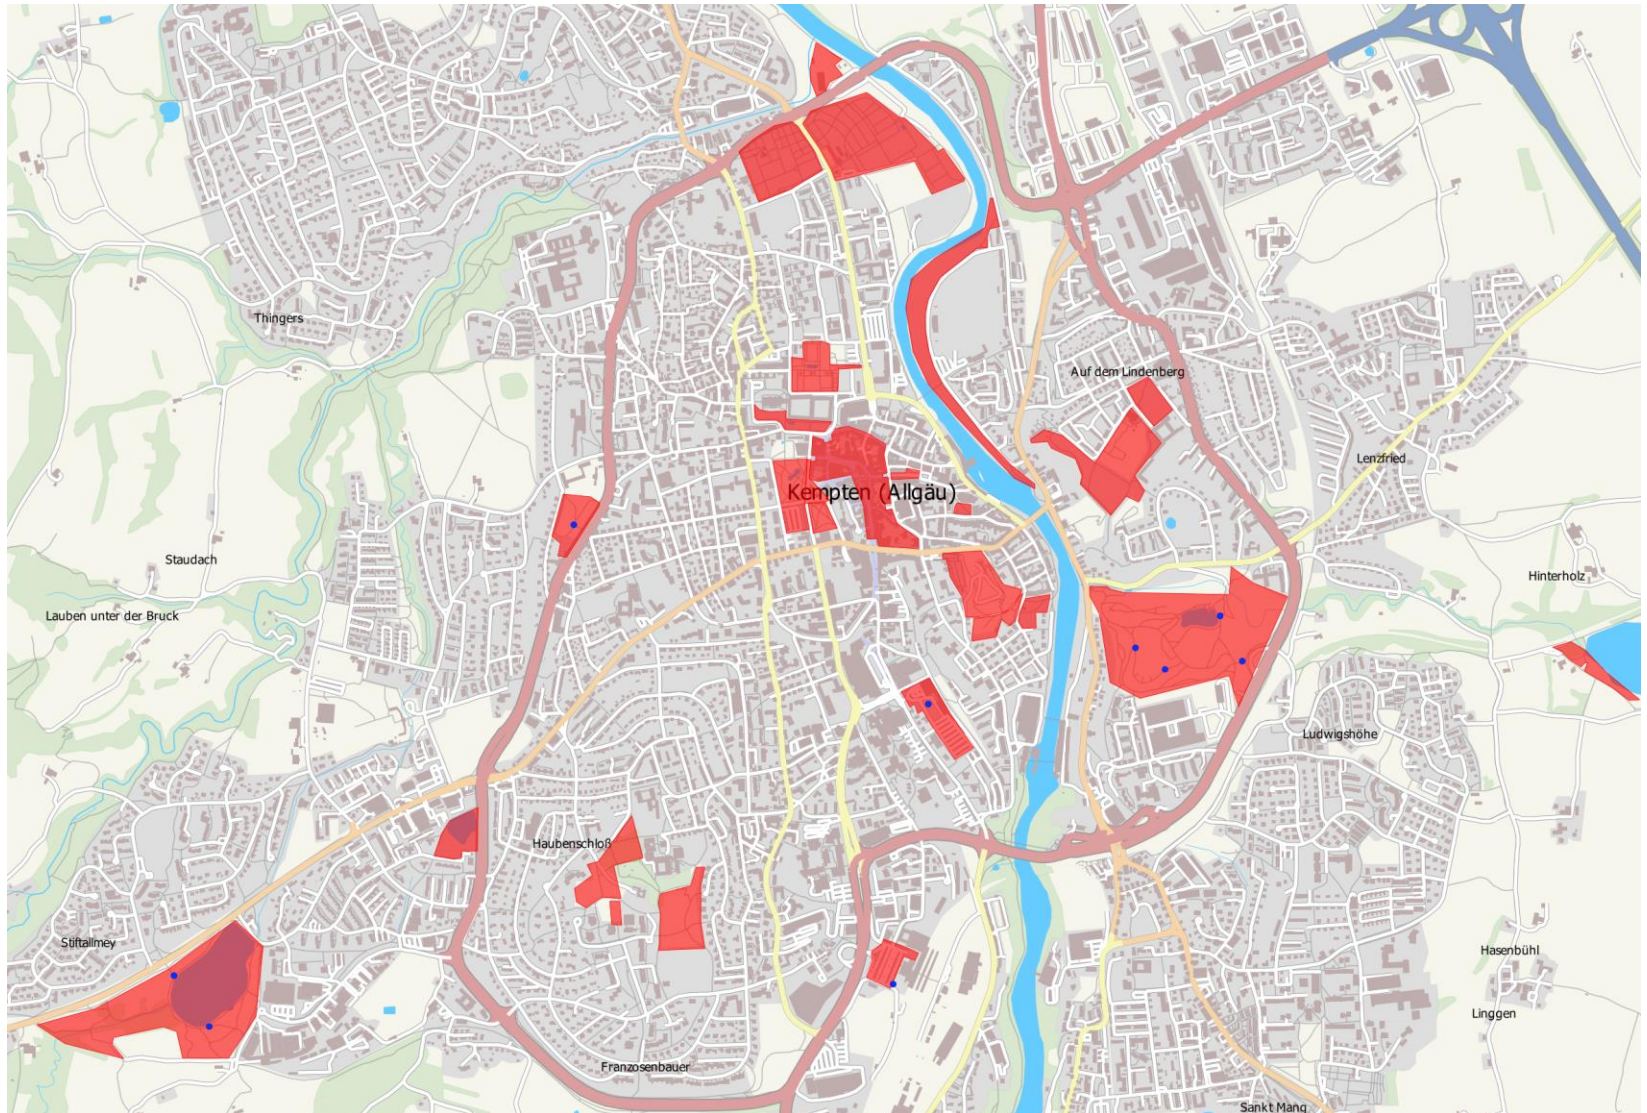 Thingers
Auf dem Lindenberg
Lenzfried
Kempten (Allgäu)
Staudach
Hinterholz
Lauben unter der Bruck
Ludwigshöhe
Haubenschloß
Stiftallmey
Hasenbühl
Linggen
Franzosenbauer
Sankt Mang